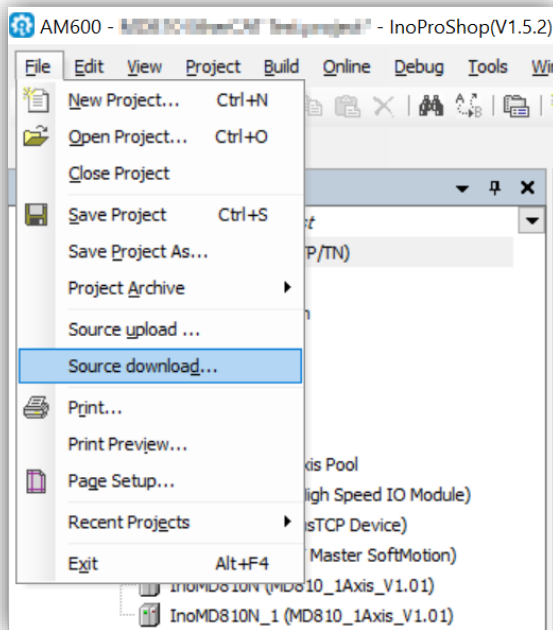 AM600 - - InoProShop(V1.5.2)
File Edit View Project Build Online Debug Tools
New Project... Ctrl+N
Open Project... Ctrl+O
Close Project
Save Project Ctrl+S
Save Project As...
P/TN)
Project Archive
Source upload ...
Source download...
Print...
Print Preview...
xis Pool
Page Setup...
igh Speed IO Module)
Recent Projects
sTCP Device)
Master SoftMotion)
Exit Alt+F4
InoMD810N (MD810_1Axis_V1.01)
InoMD810N_1 (MD810_1Axis_V1.01)